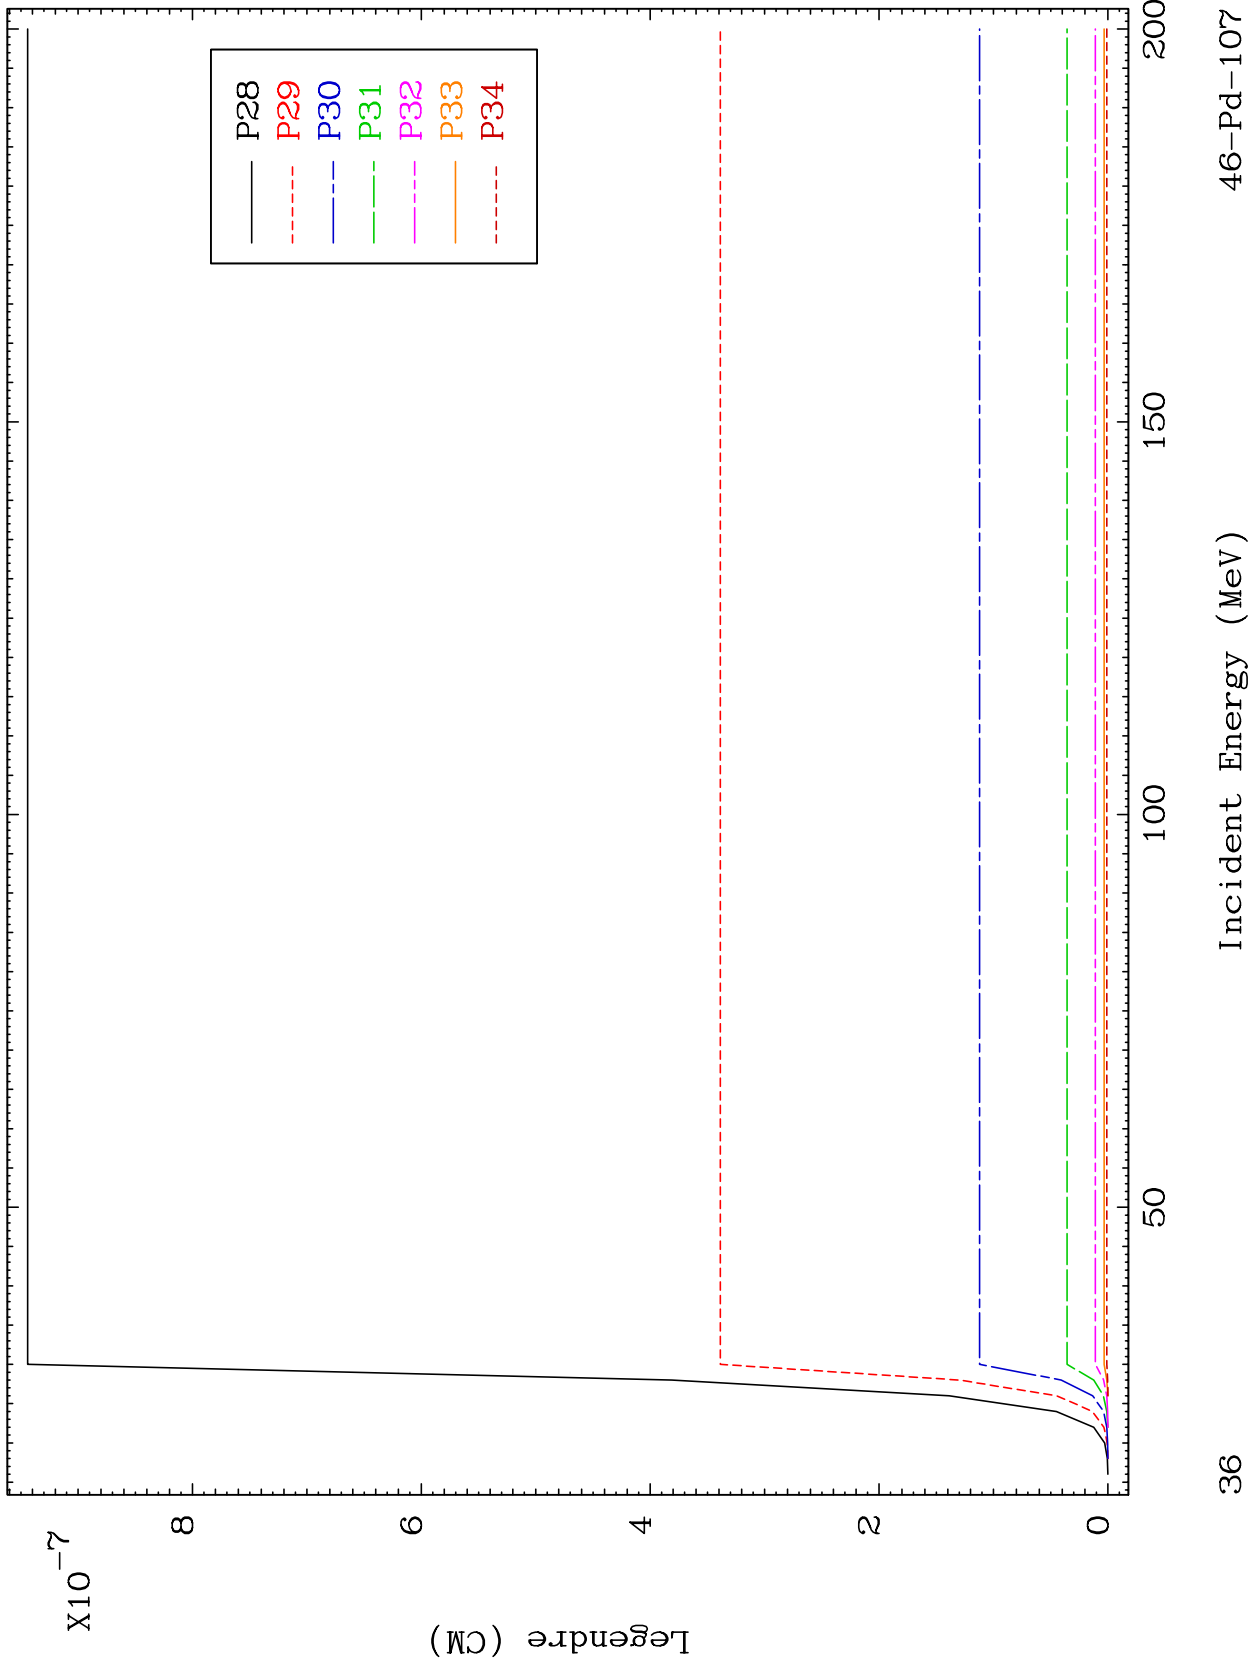 X10-7
Legendre (CM)
8
6
4
2
0
P28
P29
P30
P31
P32
P33
P34
50
100
150
200
36
Incident Energy (MeV)
46-Pd-107